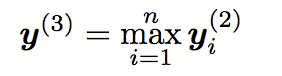 y^{(3)} = \max_{i=1}^{n} y_i^{(2)}